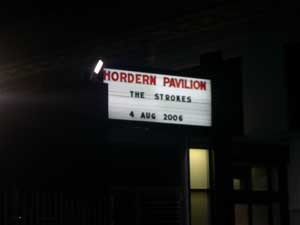 HORDERN PAVILION
THE STROKES
4 AUG 2006